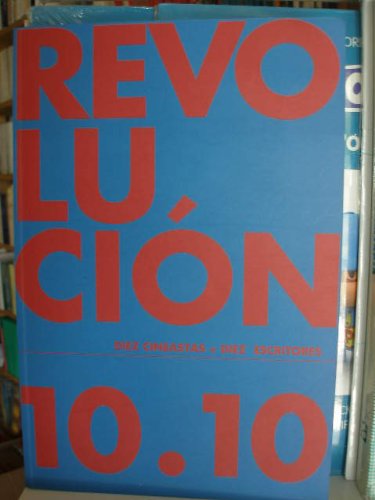 REVO
LU
CIÓN
DIEZ CINEASTAS y DIEZ ESCRITORES
10.10